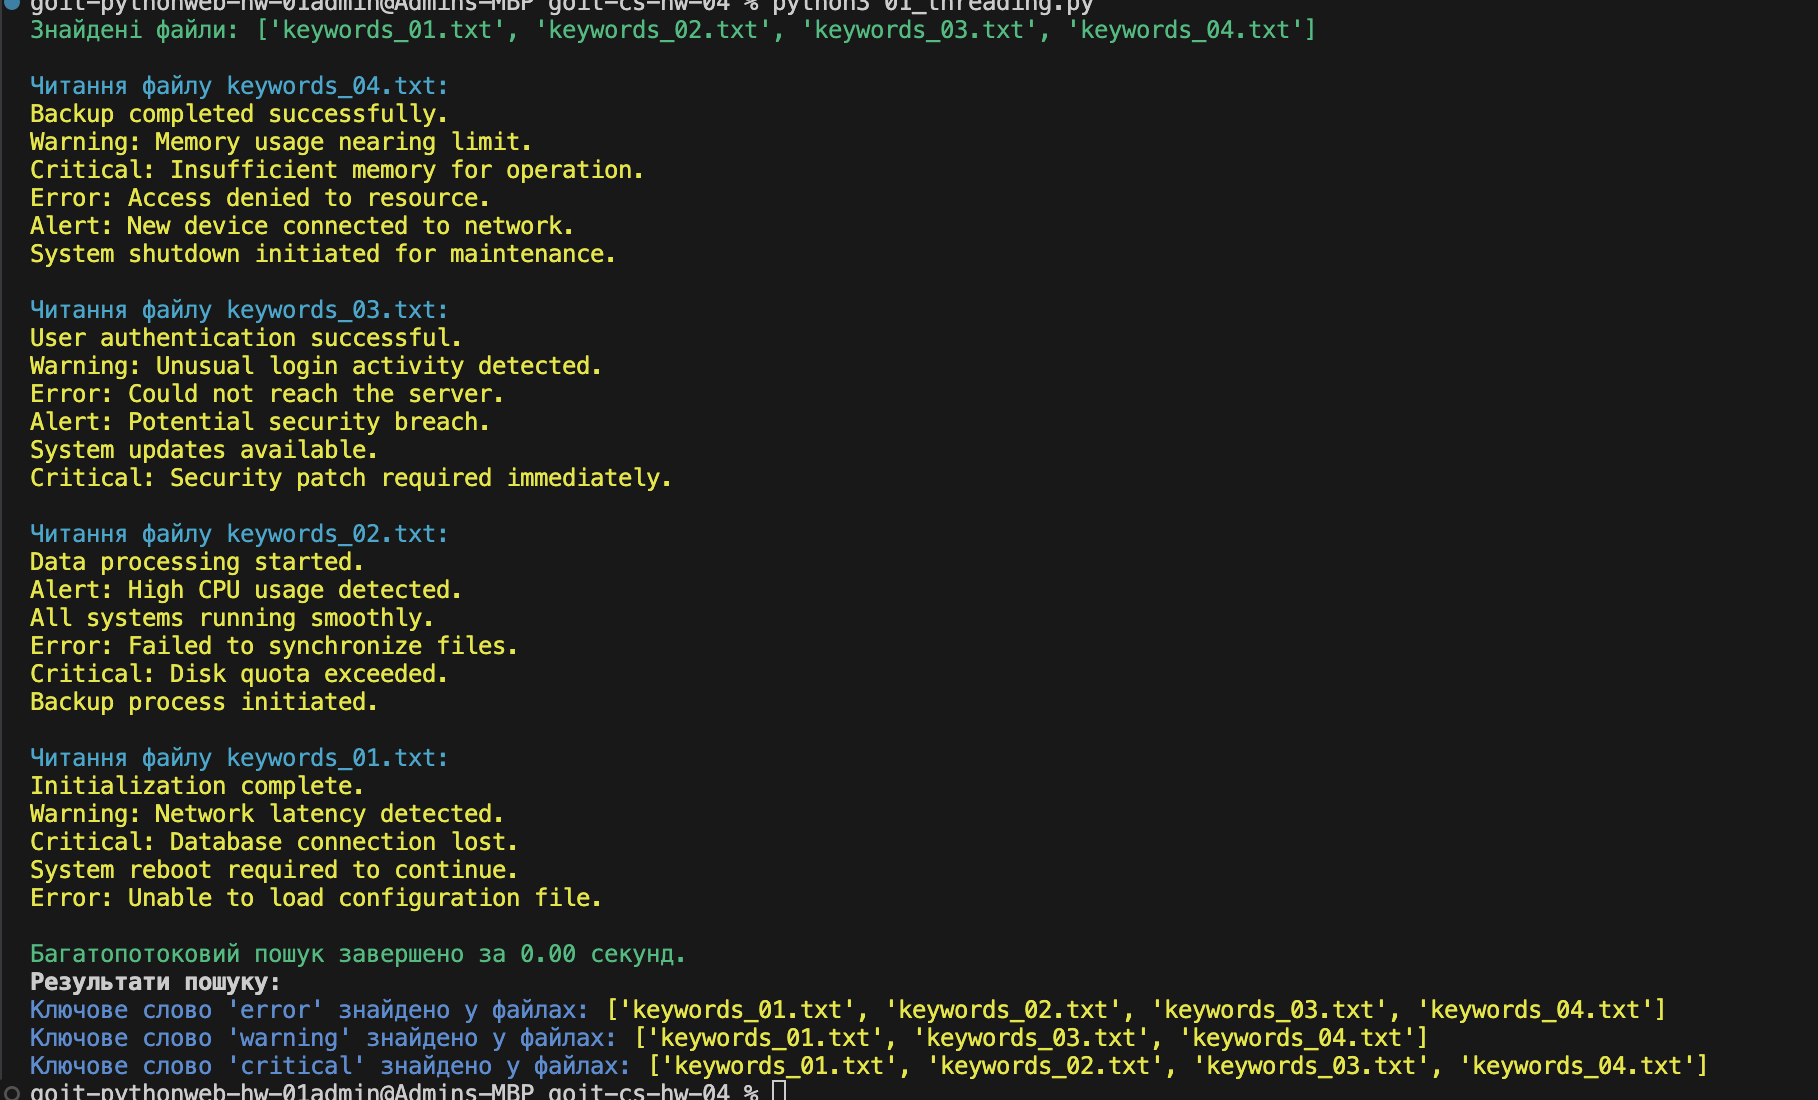 goit-pythonweb-hw-01admin@Admins-MBP goit-cs-hw-04 % python3 01_threading.py
Знайдені файли: ['keywords_01.txt', 'keywords_02.txt', 'keywords_03.txt', 'keywords_04.txt']
Читання файлу keywords_04.txt:
Backup completed successfully.
Warning: Memory usage nearing limit.
Critical: Insufficient memory for operation.
Error: Access denied to resource.
Alert: New device connected to network.
System shutdown initiated for maintenance.
Читання файлу keywords_03.txt:
User authentication successful.
Warning: Unusual login activity detected.
Error: Could not reach the server.
Alert: Potential security breach.
System updates available.
Critical: Security patch required immediately.
Читання файлу keywords_02.txt:
Data processing started.
Alert: High CPU usage detected.
All systems running smoothly.
Error: Failed to synchronize files.
Critical: Disk quota exceeded.
Backup process initiated.
Читання файлу keywords_01.txt:
Initialization complete.
Warning: Network latency detected.
Critical: Database connection lost.
System reboot required to continue.
Error: Unable to load configuration file.
Багатопотоковий пошук завершено за 0.00 секунд.
Результати пошуку:
Ключове слово 'error' знайдено у файлах: ['keywords_01.txt', 'keywords_02.txt', 'keywords_03.txt', 'keywords_04.txt']
Ключове слово 'warning' знайдено у файлах: ['keywords_01.txt', 'keywords_03.txt', 'keywords_04.txt']
Ключове слово 'critical' знайдено у файлах: ['keywords_01.txt', 'keywords_02.txt', 'keywords_03.txt', 'keywords_04.txt']
goit-pythonweb-hw-01admin@Admins-MBP goit-cs-hw-04 %